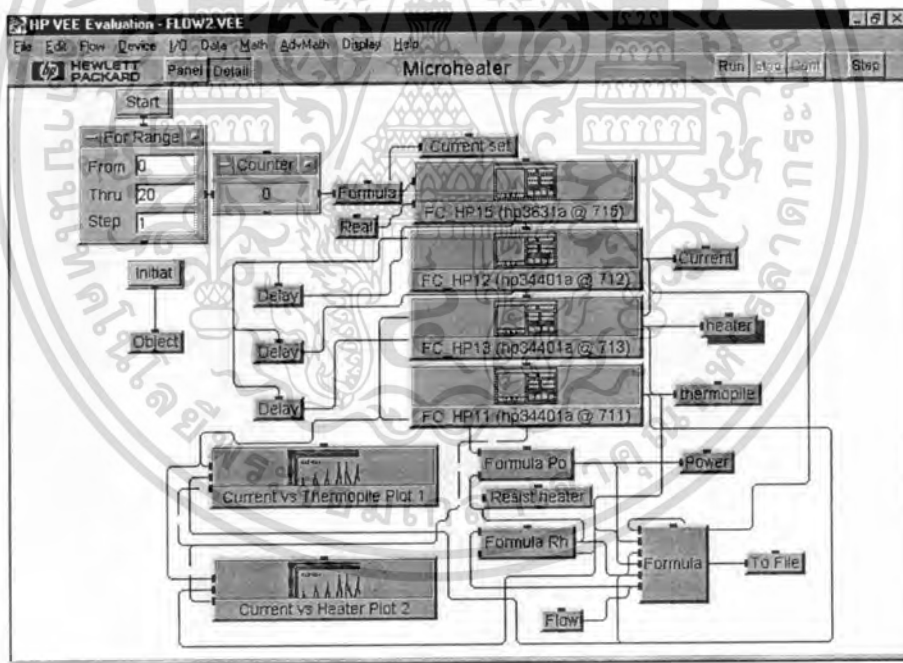 HP VEE Evaluation - FLOW2.VEE
File Edit Flow Device I/O Data Math AdvMath Display Help
HEWLETT PACKARD Panel Detail Microheater Run Stop Cont Step
Start
For Range
From 0
Thru 20
Step 1
Counter
0
Formula
Real
Current set
FC_HP15 (hp3631a @ 715)
FC_HP12 (hp34401a @ 712)
FC_HP13 (hp34401a @ 713)
FC_HP11 (hp34401a @ 711)
Initiat
Object
Delay
Delay
Delay
Current
heater
thermopile
Current vs Thermopile Plot 1
Current vs Heater Plot 2
Formula Po
Resist heater
Formula Rh
Power
Formula
To File
Flow